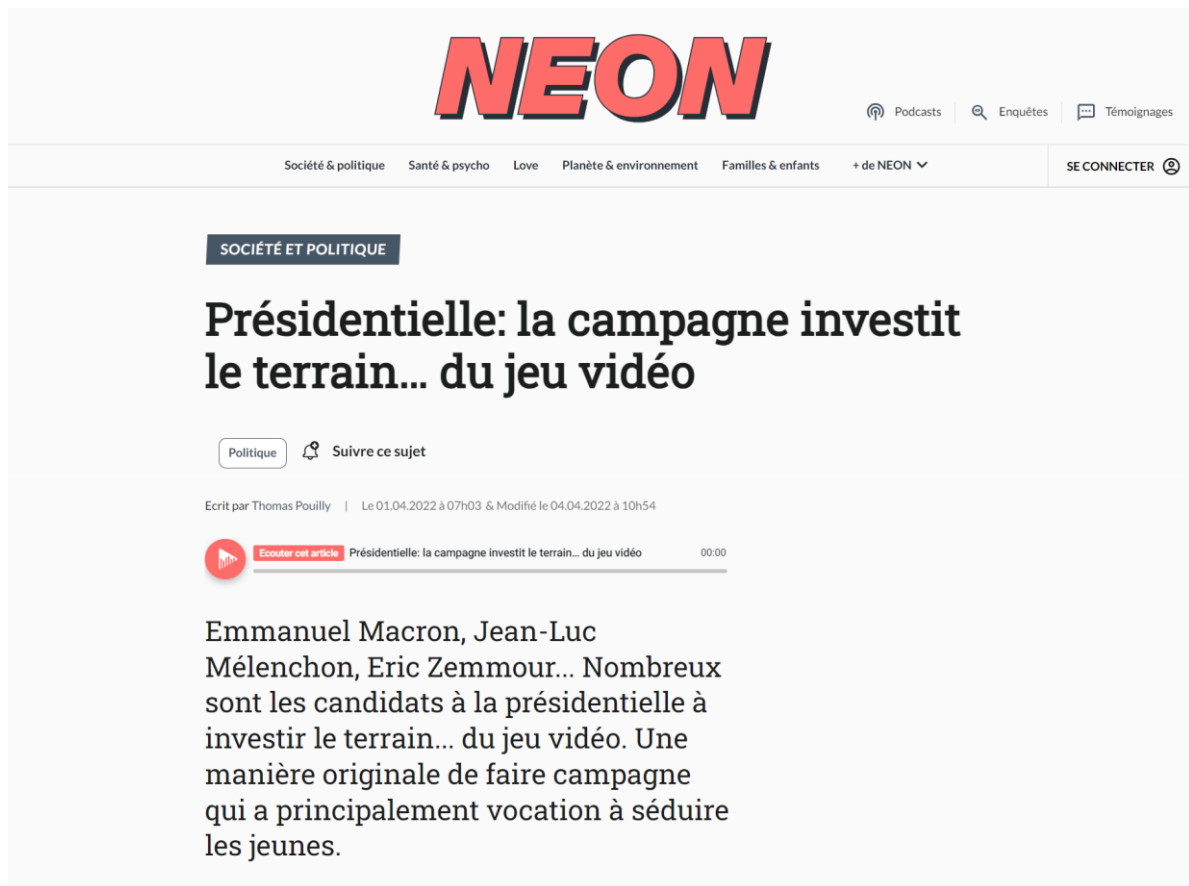 NEON
Podcasts
Enquêtes
Témoignages
Société & politique
Santé & psycho
Love
Planète & environnement
Familles & enfants
+ de NEON
SE CONNECTER
SOCIÉTÉ ET POLITIQUE
Présidentielle: la campagne investit
le terrain... du jeu vidéo
Politique
Suivre ce sujet
Ecrit par Thomas Pouilly | Le 01.04.2022 à 07h03 & Modifié le 04.04.2022 à 10h54
Ecouter cet article Présidentielle: la campagne investit le terrain... du jeu vidéo 00:00
Emmanuel Macron, Jean-Luc
Mélenchon, Eric Zemmour... Nombreux
sont les candidats à la présidentielle à
investir le terrain... du jeu vidéo. Une
manière originale de faire campagne
qui a principalement vocation à séduire
les jeunes.